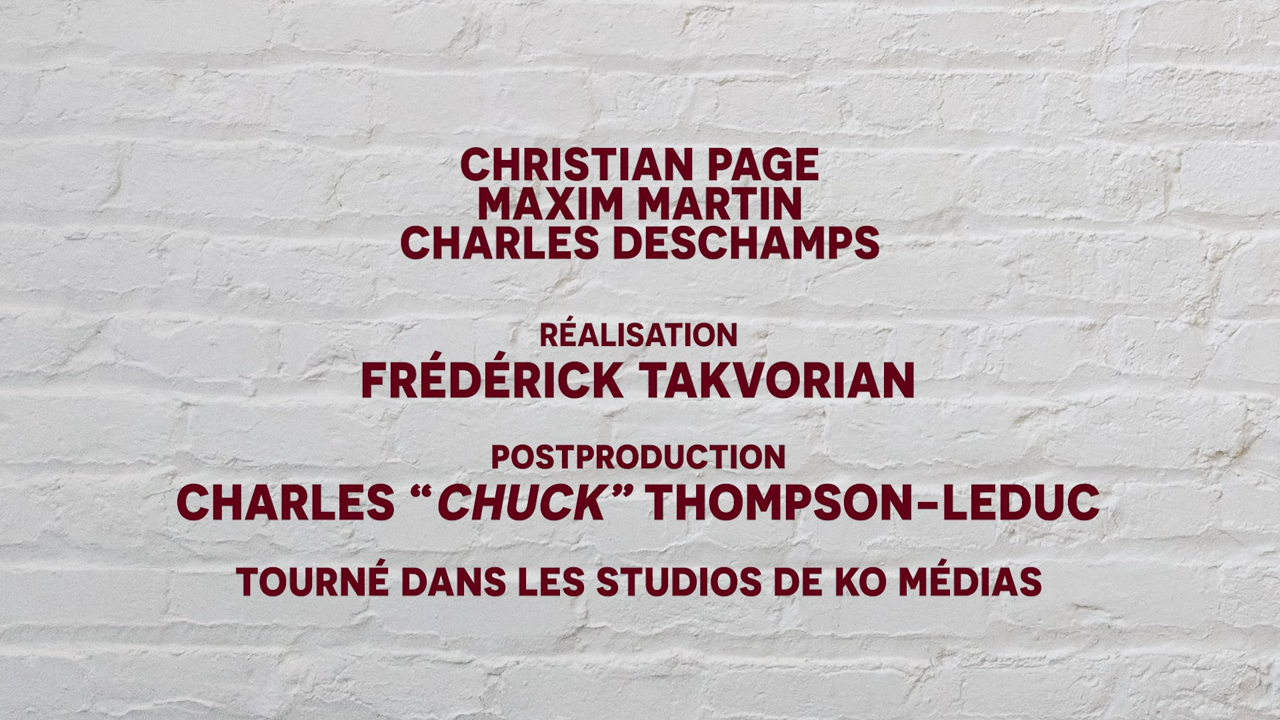 CHRISTIAN PAGE
MAXIM MARTIN
CHARLES DESCHAMPS
RÉALISATION
FRÉDÉRICK TAKVORIAN
POSTPRODUCTION
CHARLES “CHUCK” THOMPSON-LEDUC
TOURNÉ DANS LES STUDIOS DE KO MÉDIAS